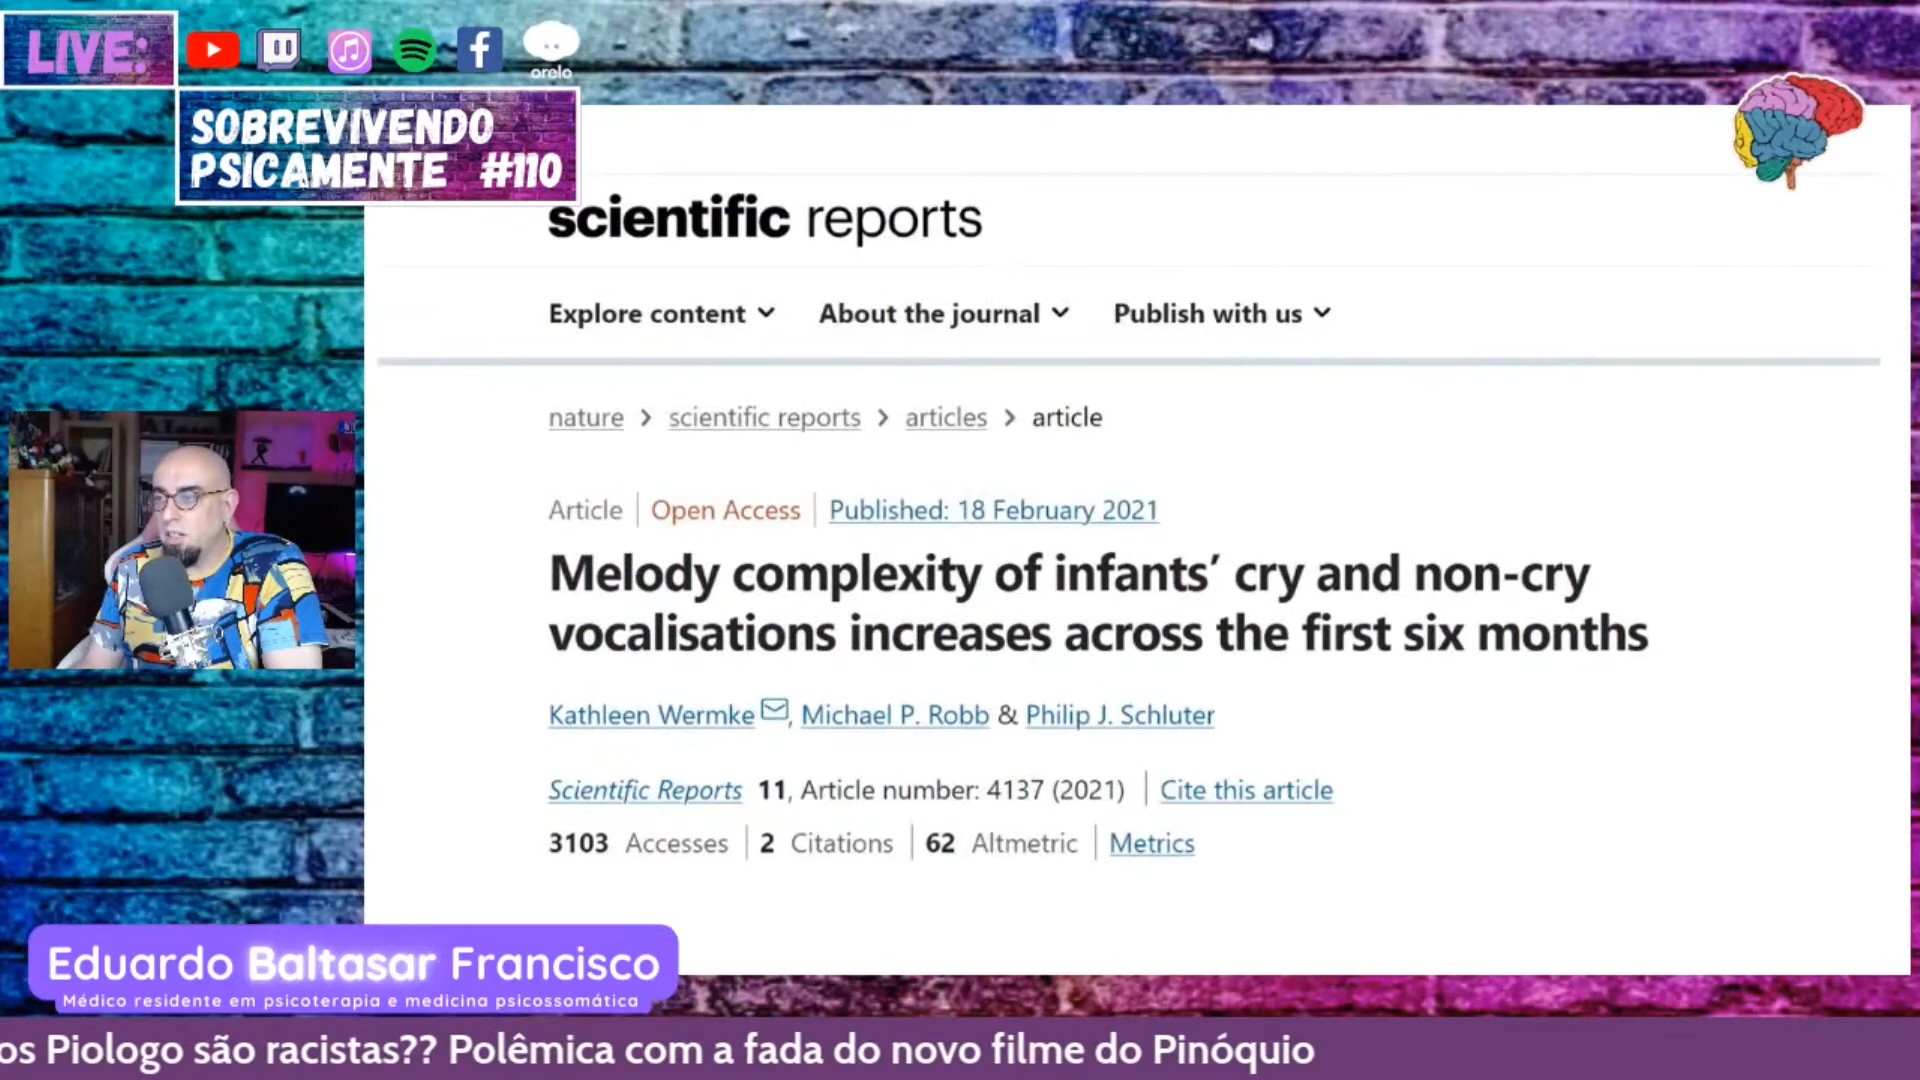 LIVE:
orelo
SOBREVIVENDO
PSICAMENTE #110
scientific reports
Explore content About the journal Publish with us
nature > scientific reports > articles > article
Article | Open Access | Published: 18 February 2021
Melody complexity of infants’ cry and non-cry
vocalisations increases across the first six months
Kathleen Wermke, Michael P. Robb & Philip J. Schluter
Scientific Reports 11, Article number: 4137 (2021) | Cite this article
3103 Accesses | 2 Citations | 62 Altmetric | Metrics
Eduardo Baltasar Francisco
Médico residente em psicoterapia e medicina psicossomática
os Piologo são racistas?? Polêmica com a fada do novo filme do Pinóquio